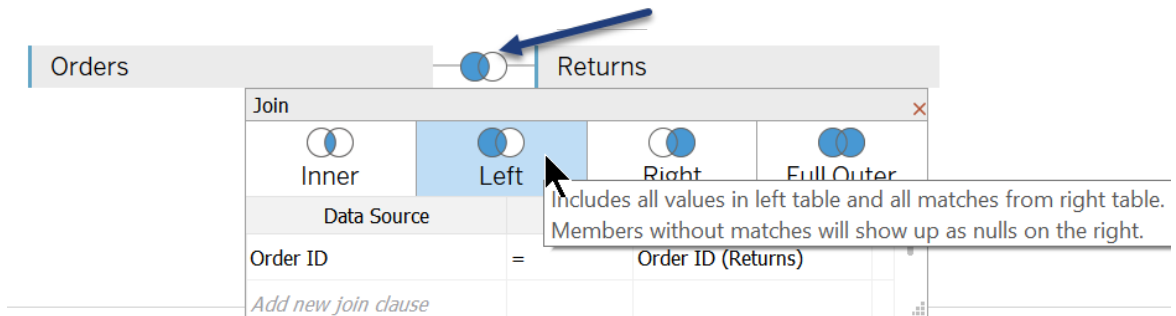 Orders
Returns
Join
Inner
Left
Right
Full Outer
Includes all values in left table and all matches from right table.
Members without matches will show up as nulls on the right.
Data Source
Order ID = Order ID (Returns)
Add new join clause